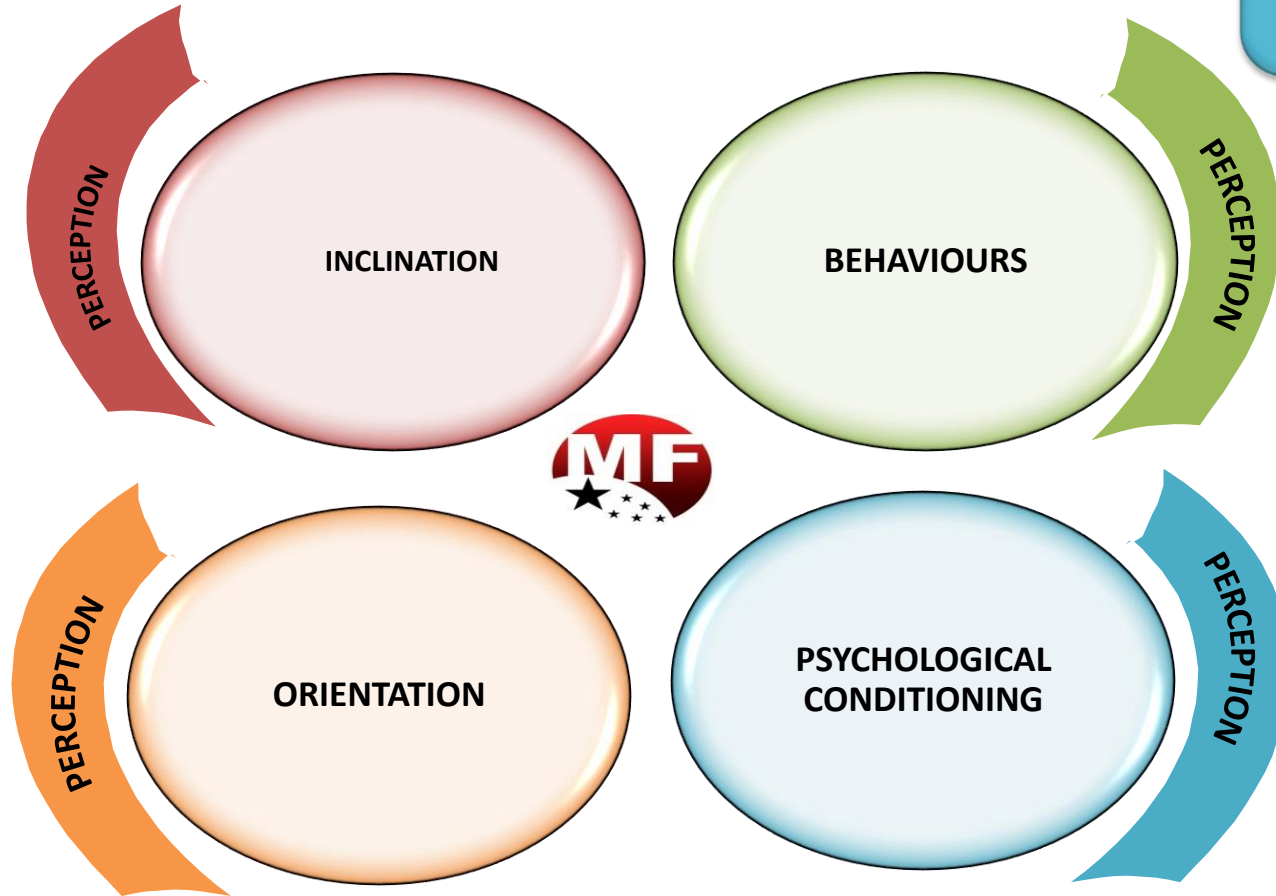 PERCEPTION
INCLINATION
BEHAVIOURS
PERCEPTION
MF
PERCEPTION
ORIENTATION
PSYCHOLOGICAL
CONDITIONING
PERCEPTION